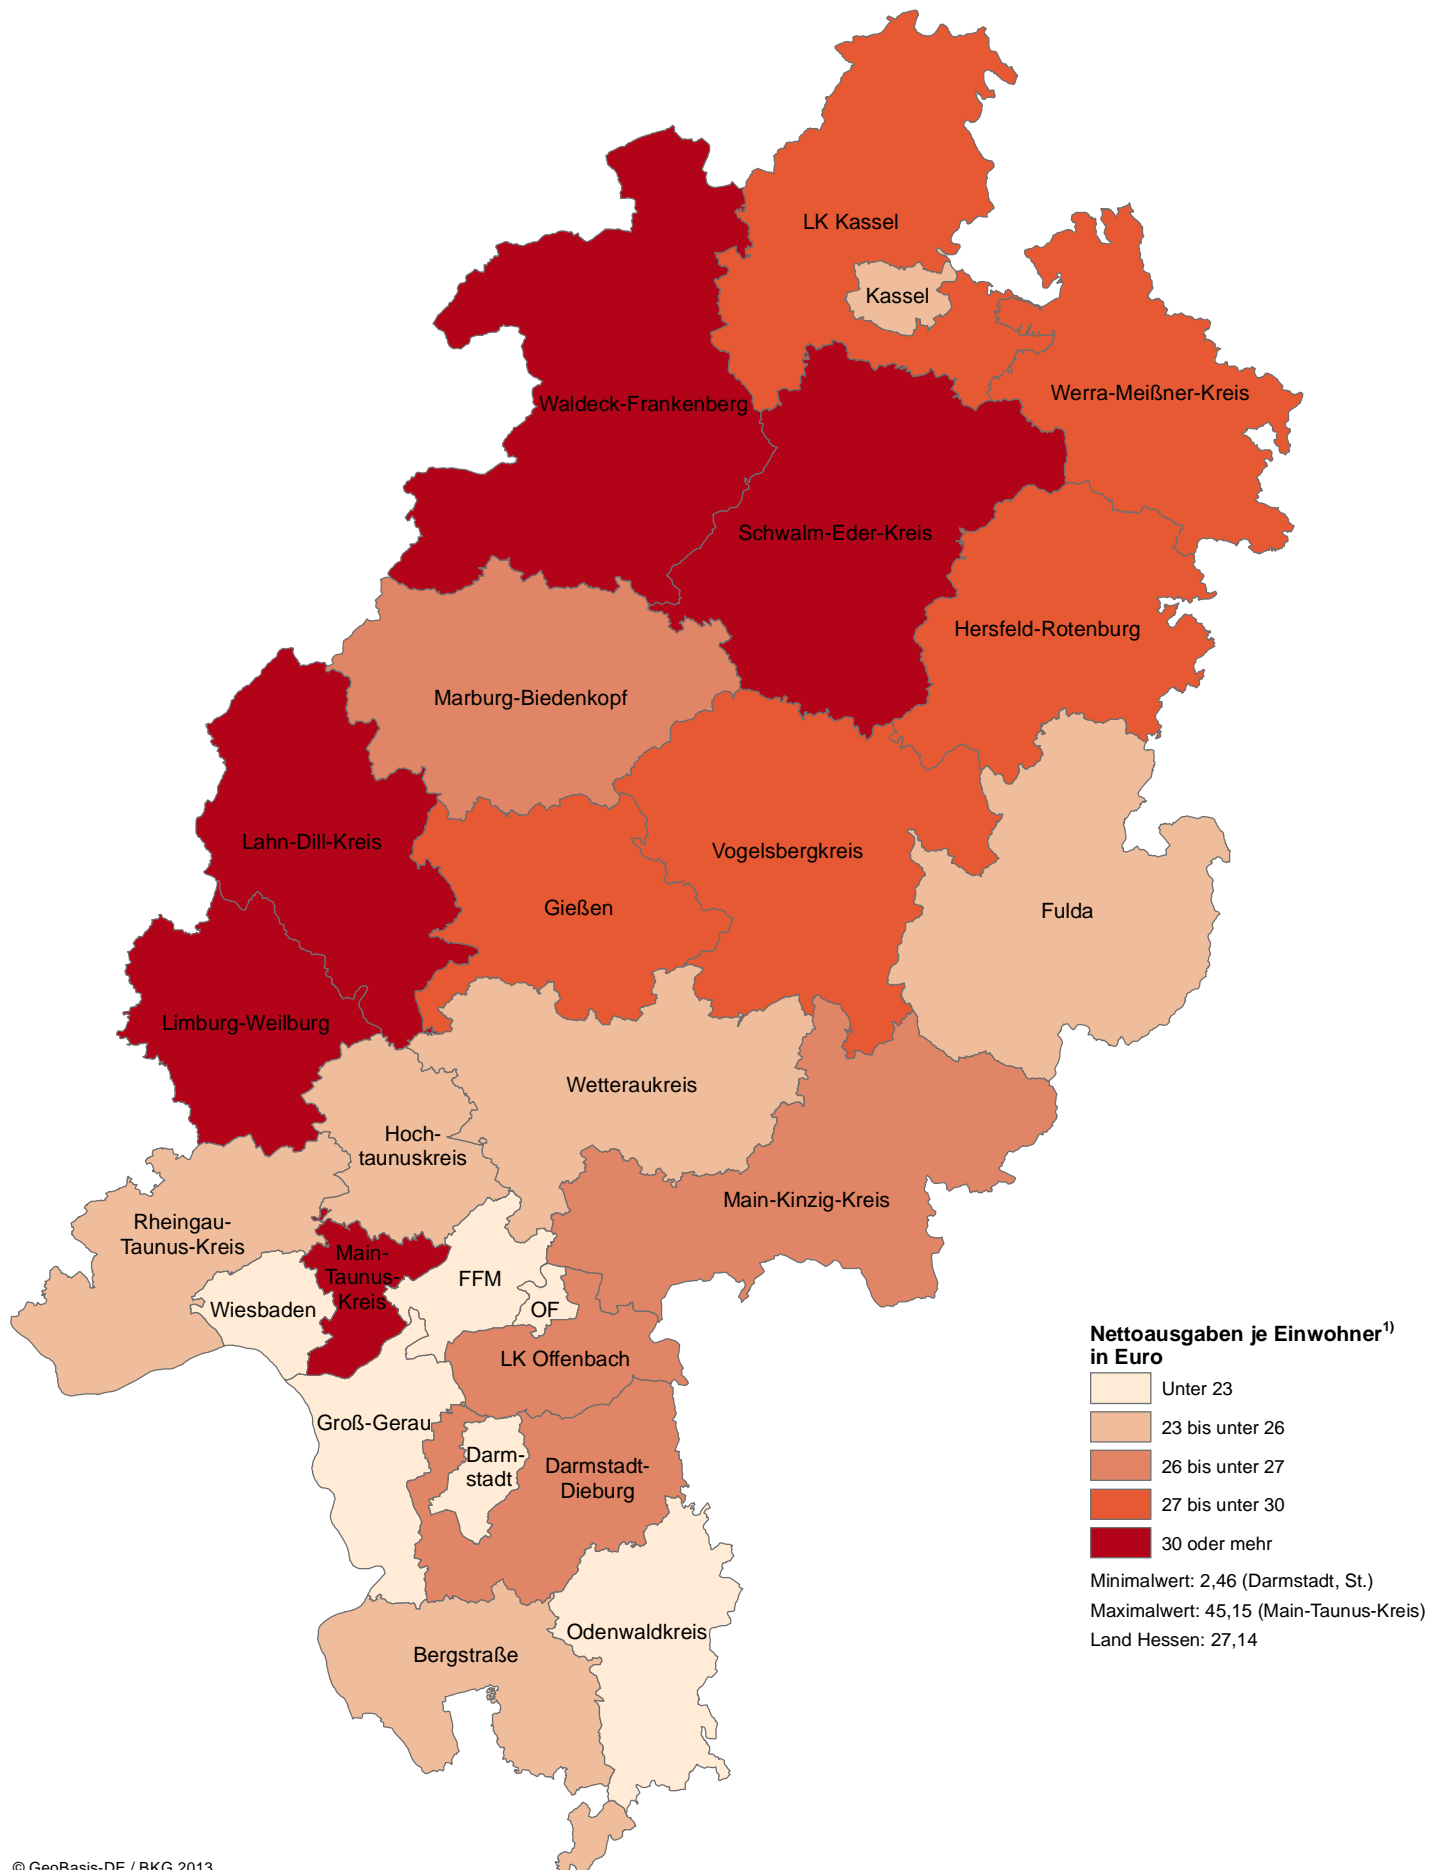 LK Kassel
Kassel
Werra-Meißner-Kreis
Waldeck-Frankenberg
Schwalm-Eder-Kreis
Hersfeld-Rotenburg
Marburg-Biedenkopf
Lahn-Dill-Kreis
Vogelsbergkreis
Gießen
Fulda
Limburg-Weilburg
Wetteraukreis
Hoch-
taunuskreis
Main-Kinzig-Kreis
Rheingau-
Taunus-Kreis
Main-
Taunus-
Kreis
FFM
Wiesbaden
OF
LK Offenbach
Groß-Gerau
Darm-
stadt
Darmstadt-
Dieburg
Odenwaldkreis
Bergstraße
Nettoausgaben je Einwohner1)
in Euro
Unter 23
23 bis unter 26
26 bis unter 27
27 bis unter 30
30 oder mehr
Minimalwert: 2,46 (Darmstadt, St.)
Maximalwert: 45,15 (Main-Taunus-Kreis)
Land Hessen: 27,14
© GeoBasis-DE / BKG 2013